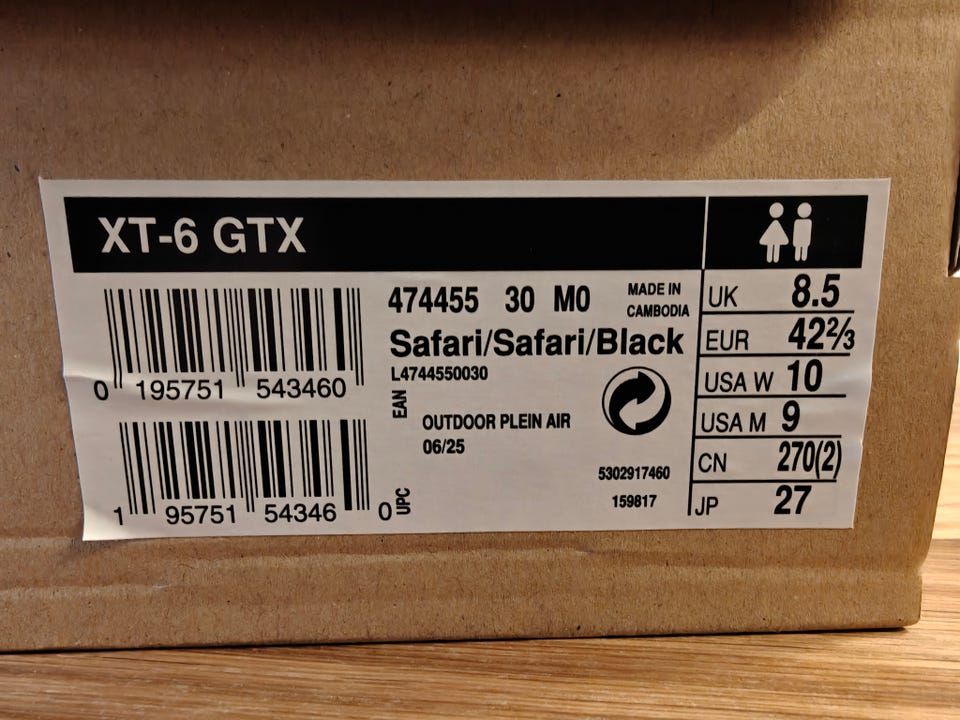 XT-6 GTX
0 195751 543460
1 95751 54346 0
EAN
UPC
474455 30 M0
MADE IN
CAMBODIA
Safari/Safari/Black
L4744550030
OUTDOOR PLEIN AIR
06/25
5302917460
159817
UK 8.5
EUR 42⅔
USA W 10
USA M 9
CN 270(2)
JP 27